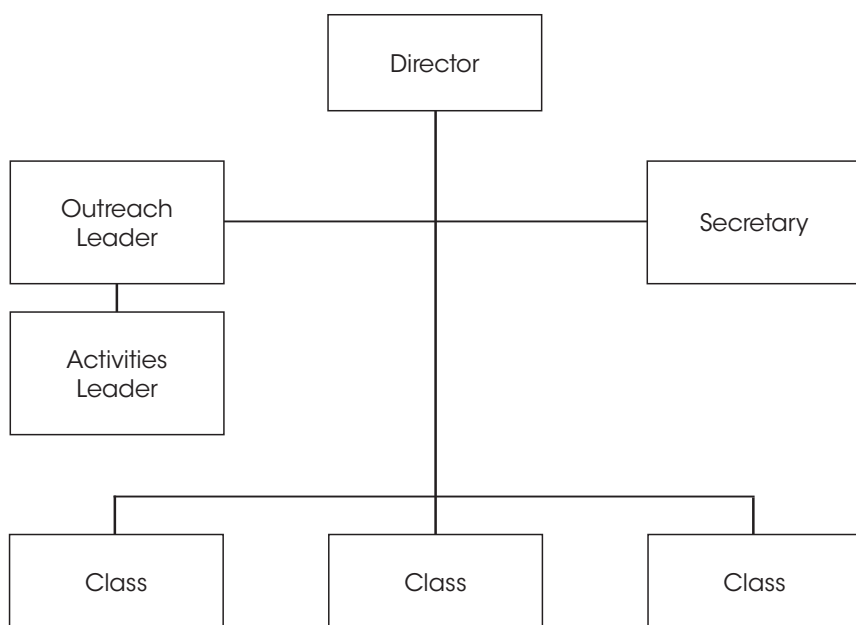 Director
Outreach
Leader
Secretary
Activities
Leader
Class
Class
Class